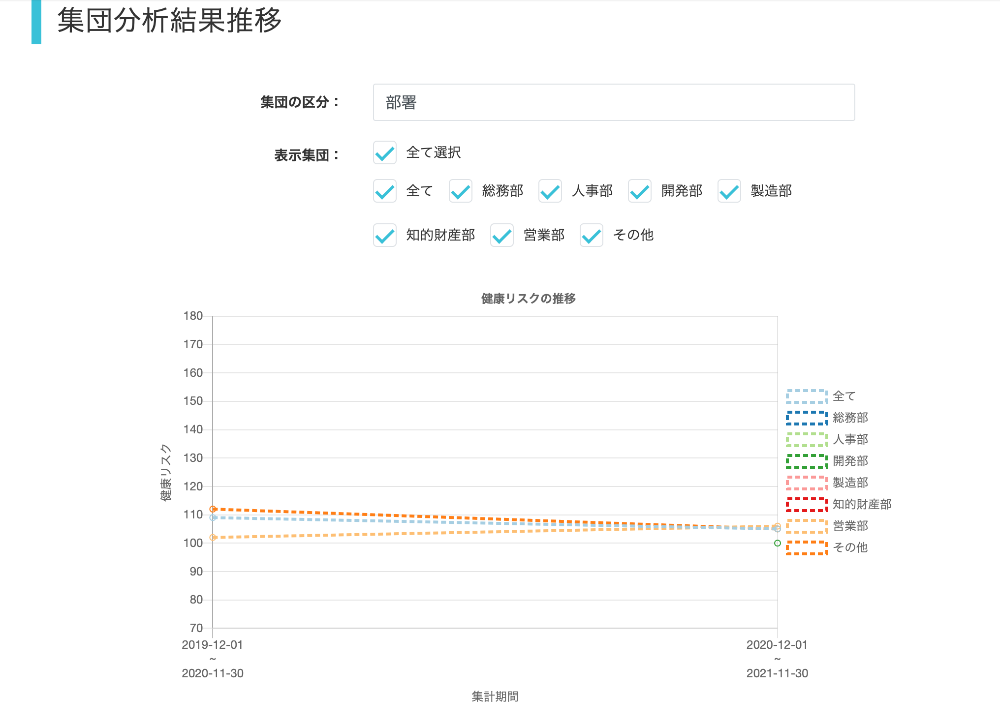 集団分析結果推移
集団の区分：
部署
表示集団：
全て選択
全て 総務部 人事部 開発部 製造部
知的財産部 営業部 その他
健康リスクの推移
180
170
160
150
140
130
120
110
100
90
80
70
健康リスク
全て
総務部
人事部
開発部
製造部
知的財産部
営業部
その他
2019-12-01
~
2020-11-30
2020-12-01
~
2021-11-30
集計期間